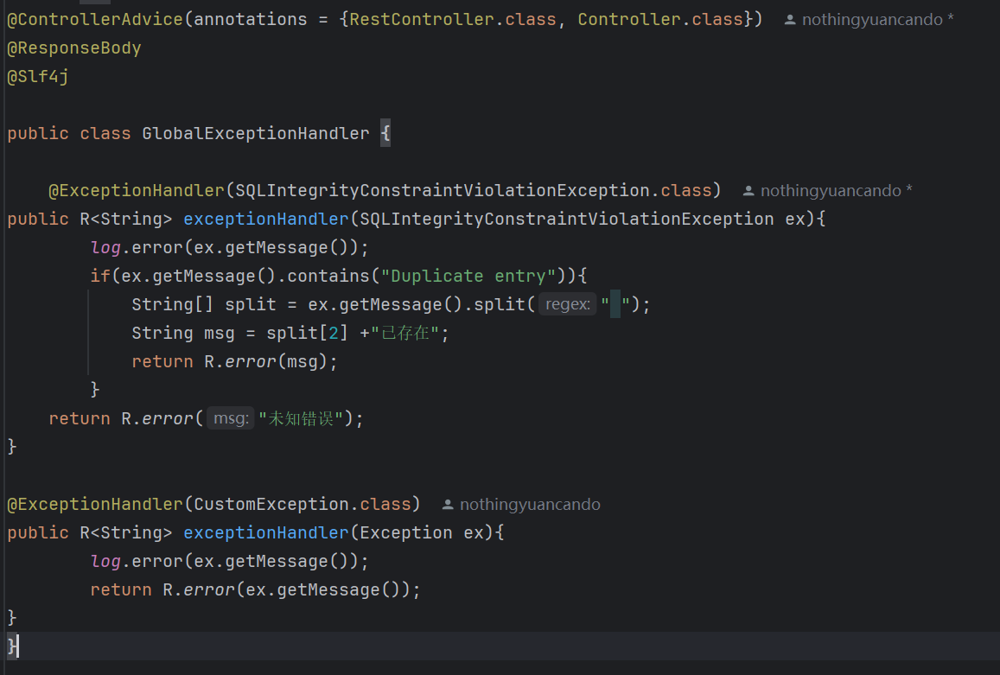 @ControllerAdvice(annotations = {RestController.class, Controller.class}) nothingyuancando *
@ResponseBody
@Slf4j
public class GlobalExceptionHandler {
@ExceptionHandler(SQLIntegrityConstraintViolationException.class) nothingyuancando *
public R<String> exceptionHandler(SQLIntegrityConstraintViolationException ex){
log.error(ex.getMessage());
if(ex.getMessage().contains("Duplicate entry")){
String[] split = ex.getMessage().split( regex: " ");
String msg = split[2] +"已存在";
return R.error(msg);
}
return R.error( msg: "未知错误");
}
@ExceptionHandler(CustomException.class) nothingyuancando
public R<String> exceptionHandler(Exception ex){
log.error(ex.getMessage());
return R.error(ex.getMessage());
}
}